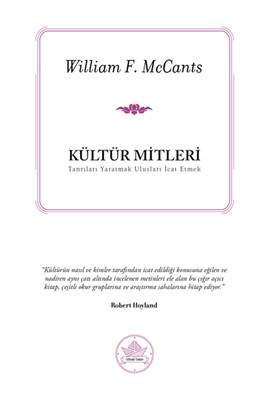 William F. McCants
KÜLTÜR MİTLERİ
Tanrıları Yaratmak Ulusları İcat Etmek
"Kültürün nasıl ve kimler tarafından icat edildiği konusuna eğilen ve
nadiren aynı çatı altında incelenen metinleri ele alan bu çığır açıcı
kitap, çeşitli okur gruplarına ve araştırma sahalarına hitap ediyor."
Robert Hoyland